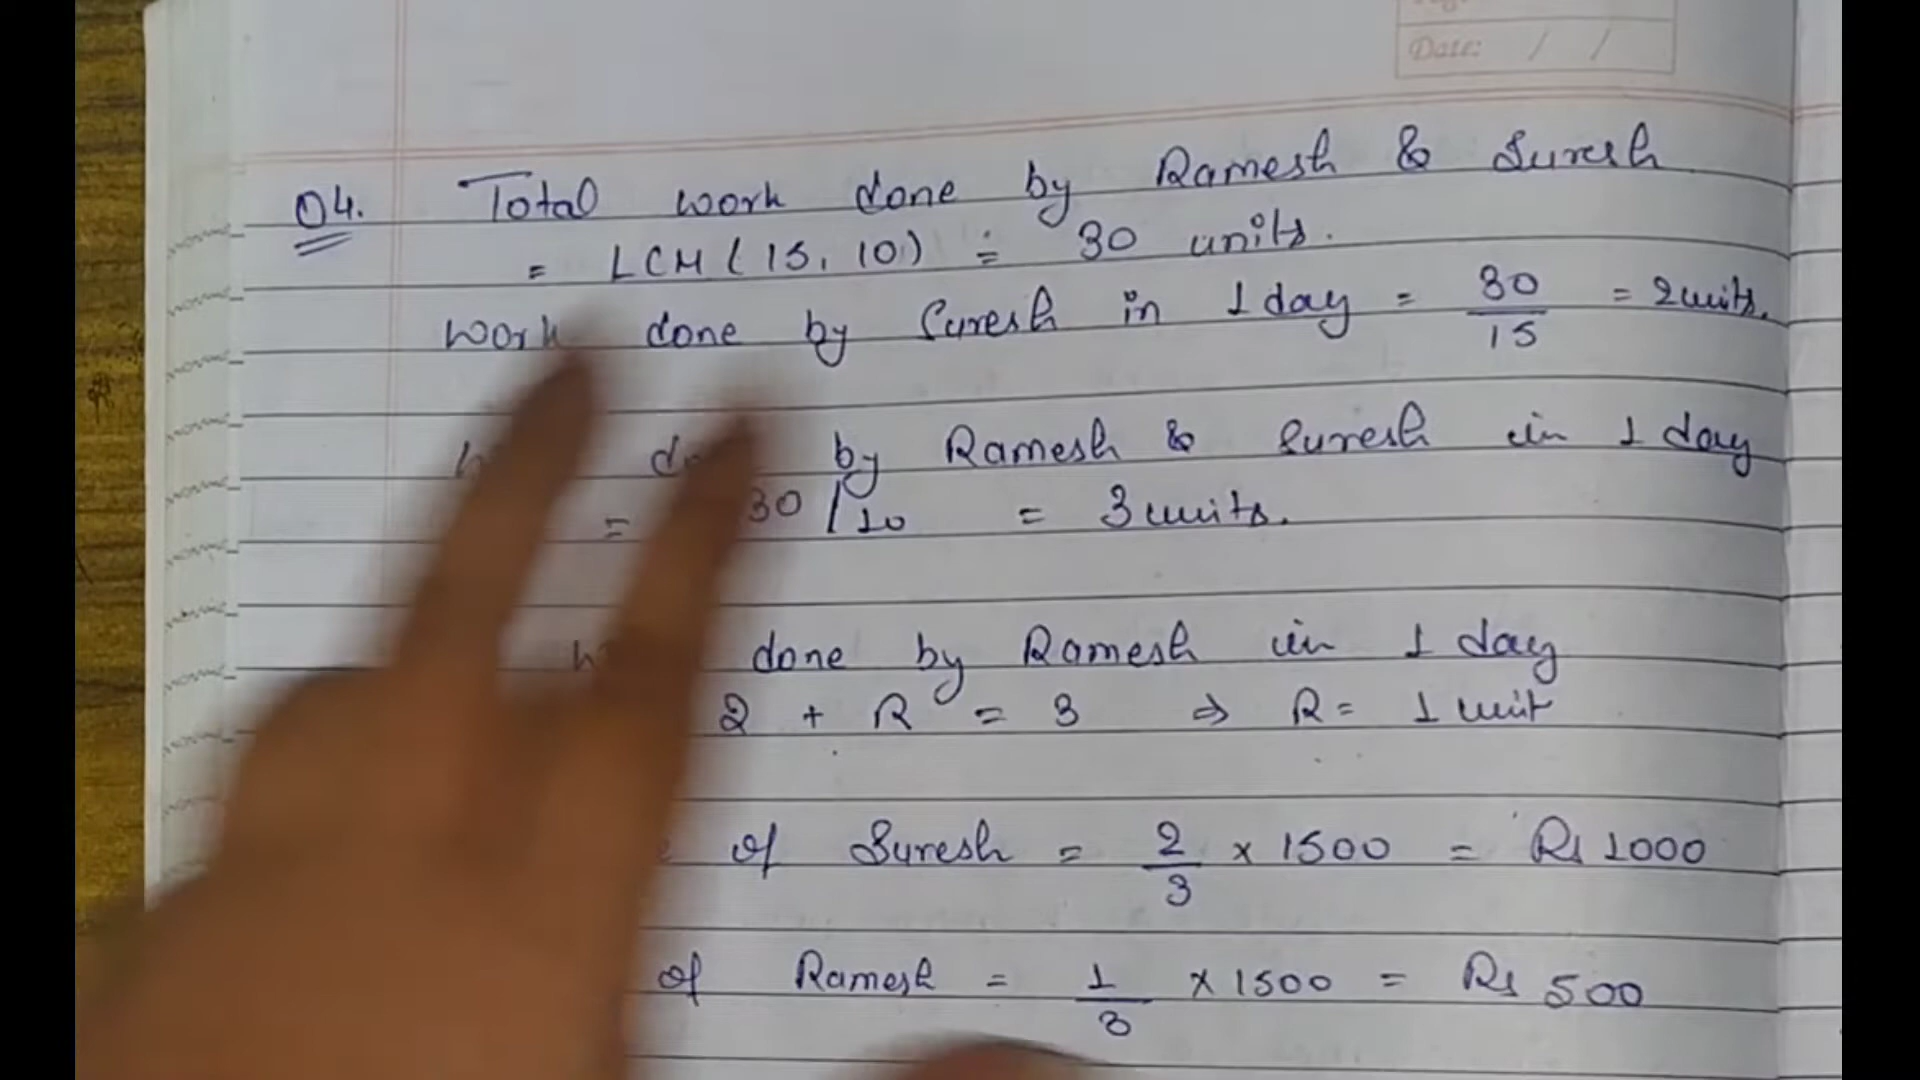 Date: / /
Q4. Total work done by Ramesh & Suresh
= LCM (15, 10) = 30 units.
work done by Suresh in 1 day = 30/15 = 2 units.
by Ramesh & Suresh in 1 day
= 30/10 = 3 units.
done by Ramesh in 1 day
2 + R = 3 ⇒ R = 1 unit
of Suresh = 2/3 × 1500 = Rs 1000
of Ramesh = 1/3 × 1500 = Rs 500